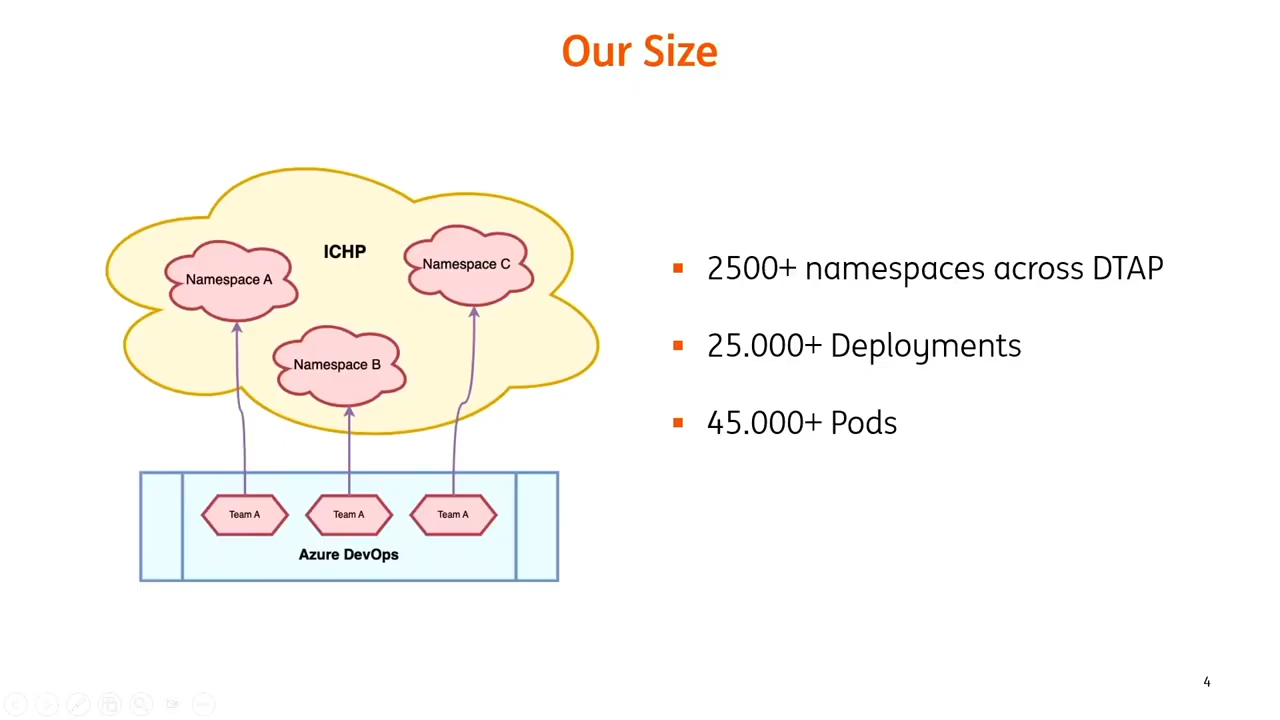 Our Size
ICHP
Namespace A
Namespace C
Namespace B
Team A
Team A
Team A
Azure DevOps
2500+ namespaces across DTAP
25.000+ Deployments
45.000+ Pods
4